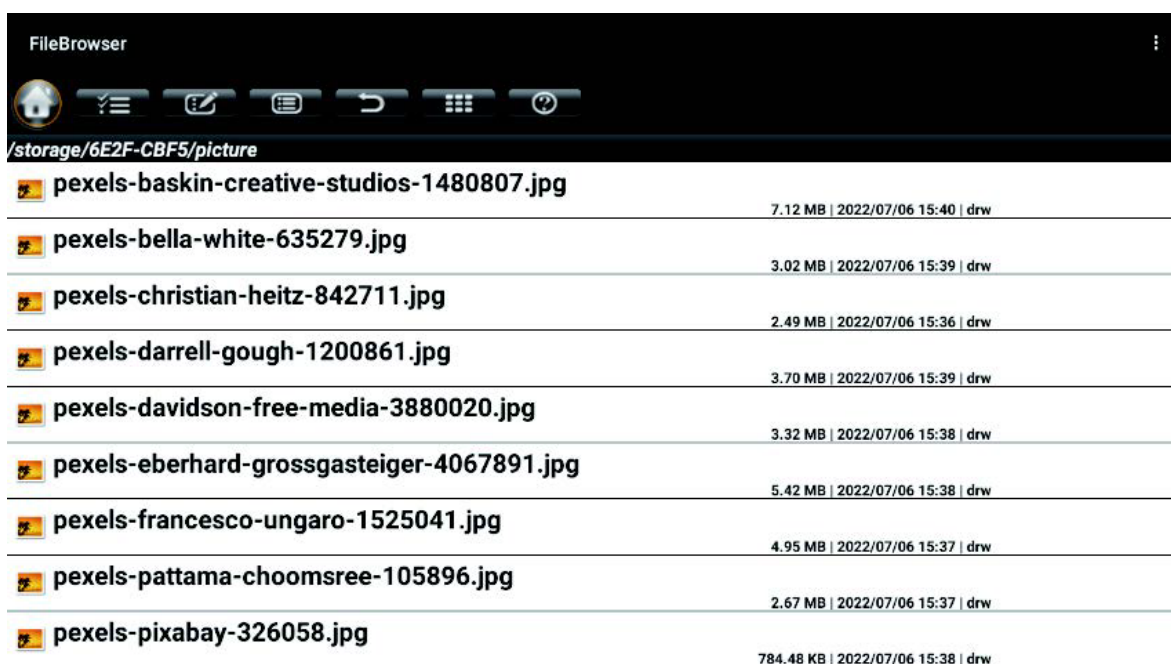 FileBrowser
/storage/6E2F-CBF5/picture
pexels-baskin-creative-studios-1480807.jpg
7.12 MB | 2022/07/06 15:40 | drw
pexels-bella-white-635279.jpg
3.02 MB | 2022/07/06 15:39 | drw
pexels-christian-heitz-842711.jpg
2.49 MB | 2022/07/06 15:36 | drw
pexels-darrell-gough-1200861.jpg
3.70 MB | 2022/07/06 15:39 | drw
pexels-davidson-free-media-3880020.jpg
3.32 MB | 2022/07/06 15:38 | drw
pexels-eberhard-grossgasteiger-4067891.jpg
5.42 MB | 2022/07/06 15:38 | drw
pexels-francesco-ungaro-1525041.jpg
4.95 MB | 2022/07/06 15:37 | drw
pexels-pattama-choomsree-105896.jpg
2.67 MB | 2022/07/06 15:37 | drw
pexels-pixabay-326058.jpg
784.48 KB | 2022/07/06 15:38 | drw